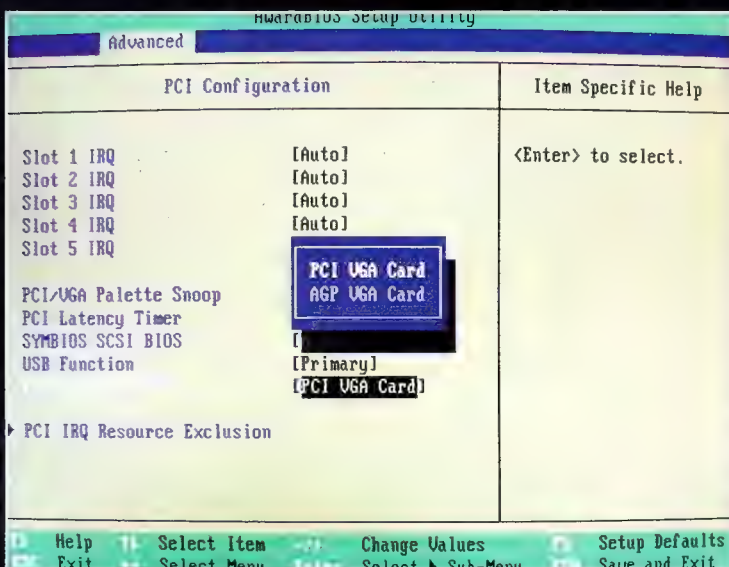 Setup Utility
Advanced
PCI Configuration
Item Specific Help
Slot 1 IRQ [Auto]
Slot 2 IRQ [Auto]
Slot 3 IRQ [Auto]
Slot 4 IRQ [Auto]
Slot 5 IRQ
PCI/VGA Palette Snoop
PCI Latency Timer
SYMBIOS SCSI BIOS [
USB Function [Primary]
[PCI VGA Card]
PCI IRQ Resource Exclusion
PCI VGA Card
AGP VGA Card
<Enter> to select.
Help Select Item Change Values Setup Defaults
Exit Select Menu Select ▶ Sub-Menu Save and Exit